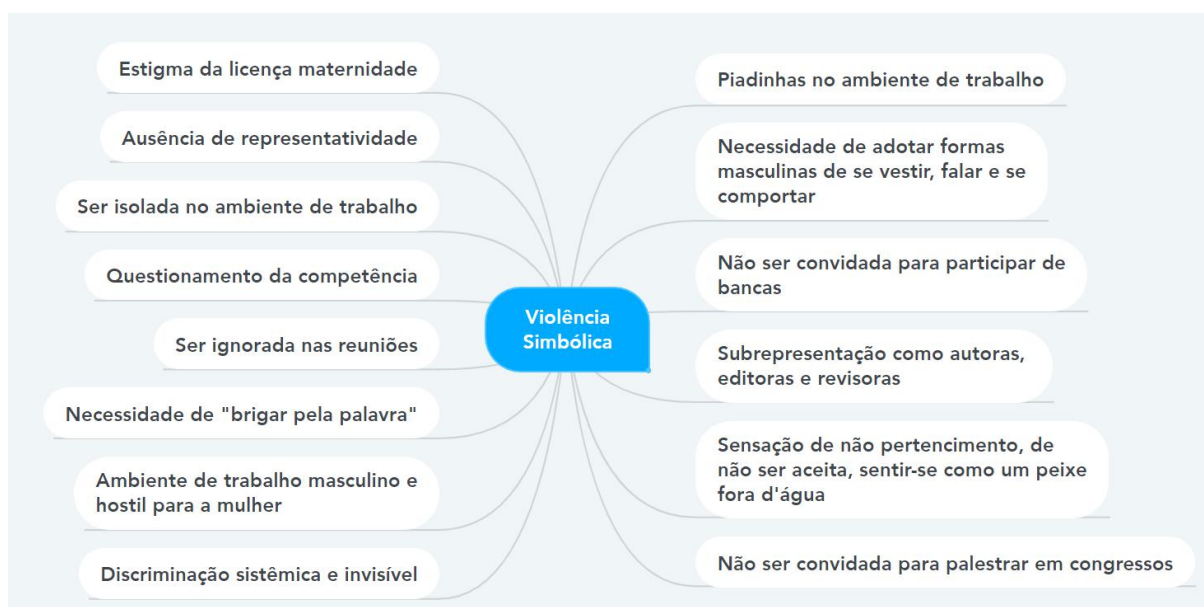 Estigma da licença maternidade
Ausência de representatividade
Ser isolada no ambiente de trabalho
Questionamento da competência
Ser ignorada nas reuniões
Necessidade de "brigar pela palavra"
Ambiente de trabalho masculino e
hostil para a mulher
Discriminação sistêmica e invisível
Violência
Simbólica
Piadinhas no ambiente de trabalho
Necessidade de adotar formas
masculinas de se vestir, falar e se
comportar
Não ser convidada para participar de
bancas
Subrepresentação como autoras,
editoras e revisoras
Sensação de não pertencimento, de
não ser aceita, sentir-se como um peixe
fora d'água
Não ser convidada para palestrar em congressos